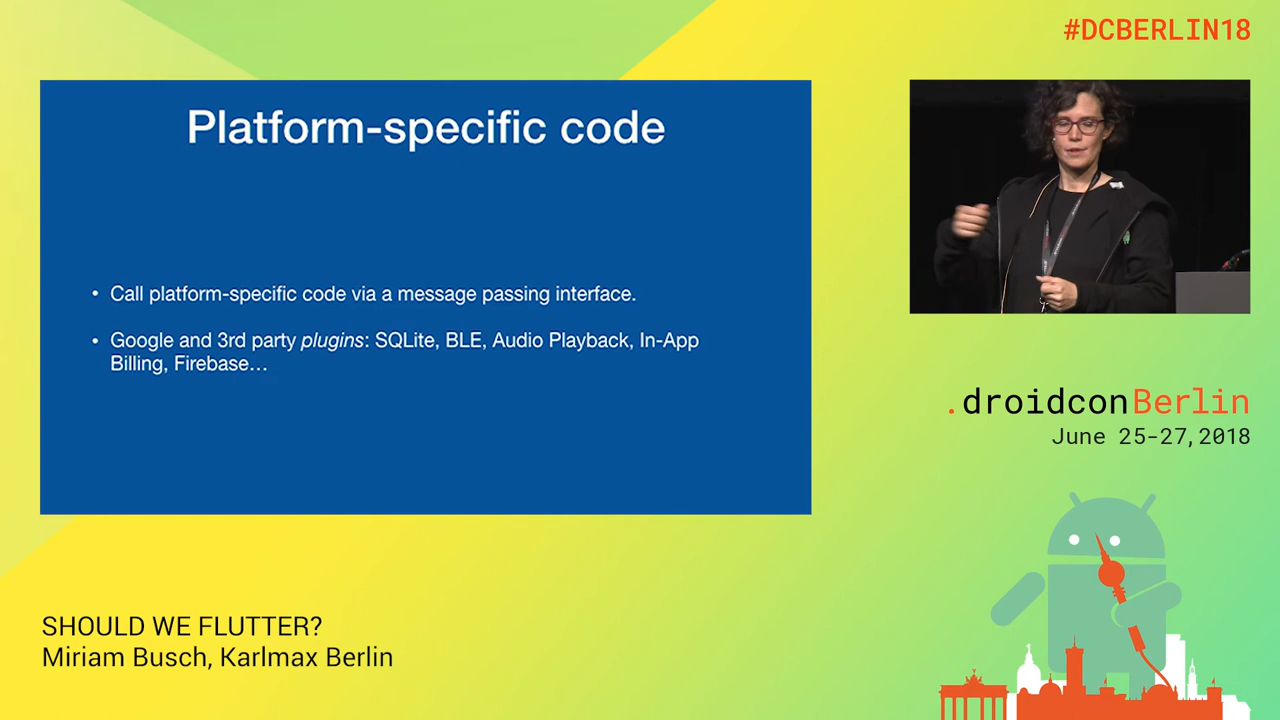 #DCBERLIN18
Platform-specific code
• Call platform-specific code via a message passing interface.
• Google and 3rd party plugins: SQLite, BLE, Audio Playback, In-App
Billing, Firebase…
.droidconBerlin
June 25-27,2018
SHOULD WE FLUTTER?
Miriam Busch, Karlmax Berlin